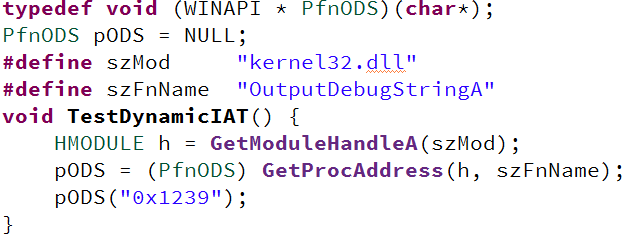 typedef void (WINAPI * PfnODS)(char*);
PfnODS pODS = NULL;
#define szMod     "kernel32.dll"
#define szFnName  "OutputDebugStringA"
void TestDynamicIAT() {
    HMODULE h = GetModuleHandleA(szMod);
    pODS = (PfnODS) GetProcAddress(h, szFnName);
    pODS("0x1239");
}